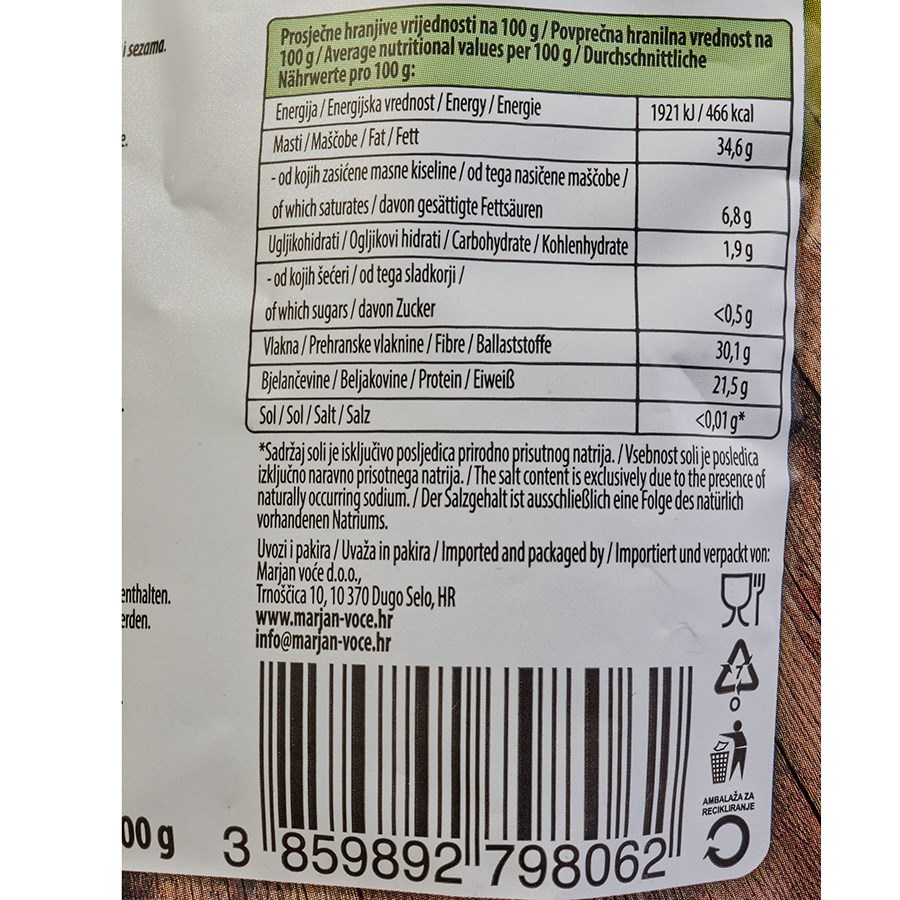 i sezama.
Prosječne hranjive vrijednosti na 100 g / Povprečna hranilna vrednost na
100 g / Average nutritional values per 100 g / Durchschnittliche
Nährwerte pro 100 g:
Energija / Energijska vrednost / Energy / Energie 1921 kJ / 466 kcal
Masti / Maščobe / Fat / Fett 34,6 g
- od kojih zasićene masne kiseline / od tega nasičene maščobe /
of which saturates / davon gesättigte Fettsäuren 6,8 g
Ugljikohidrati / Ogljikovi hidrati / Carbohydrate / Kohlenhydrate 1,9 g
- od kojih šećeri / od tega sladkorji /
of which sugars / davon Zucker <0,5 g
Vlakna / Prehranske vlaknine / Fibre / Ballaststoffe 30,1 g
Bjelančevine / Beljakovine / Protein / Eiweiß 21,5 g
Sol / Sol / Salt / Salz <0,01 g*
*Sadržaj soli je isključivo posljedica prirodno prisutnog natrija. / Vsebnost soli je posledica
izključno naravno prisotnega natrija. / The salt content is exclusively due to the presence of
naturally occurring sodium. / Der Salzgehalt ist ausschließlich eine Folge des natürlich
vorhandenen Natriums.
Uvozi i pakira / Uvaža in pakira / Imported and packaged by / Importiert und verpackt von:
Marjan voće d.o.o.,
Trnoščica 10, 10 370 Dugo Selo, HR
www.marjan-voce.hr
info@marjan-voce.hr
enthalten.
erden.
7
O
AMBALAŽA ZA
RECIKLIRANJE
00 g
3 859892 798062